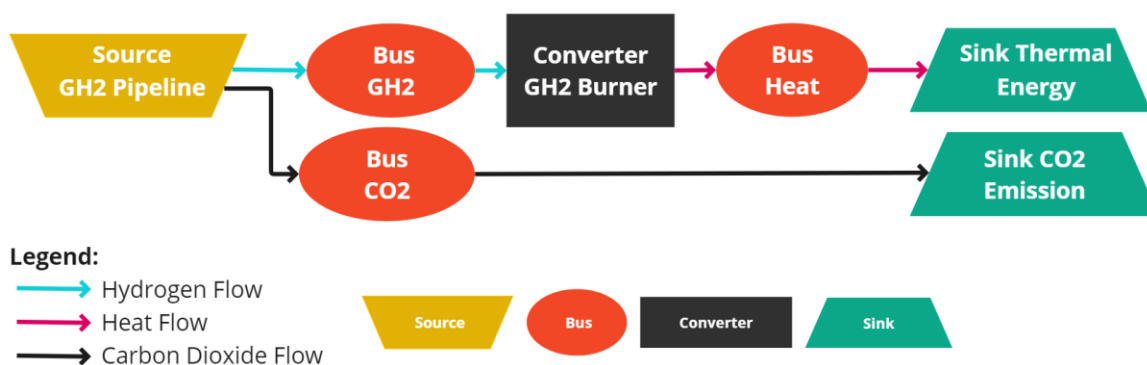 Source
GH2 Pipeline
Bus
GH2
Converter
GH2 Burner
Bus
Heat
Sink Thermal
Energy
Bus
CO2
Sink CO2
Emission
Legend:
Hydrogen Flow
Heat Flow
Carbon Dioxide Flow
Source
Bus
Converter
Sink